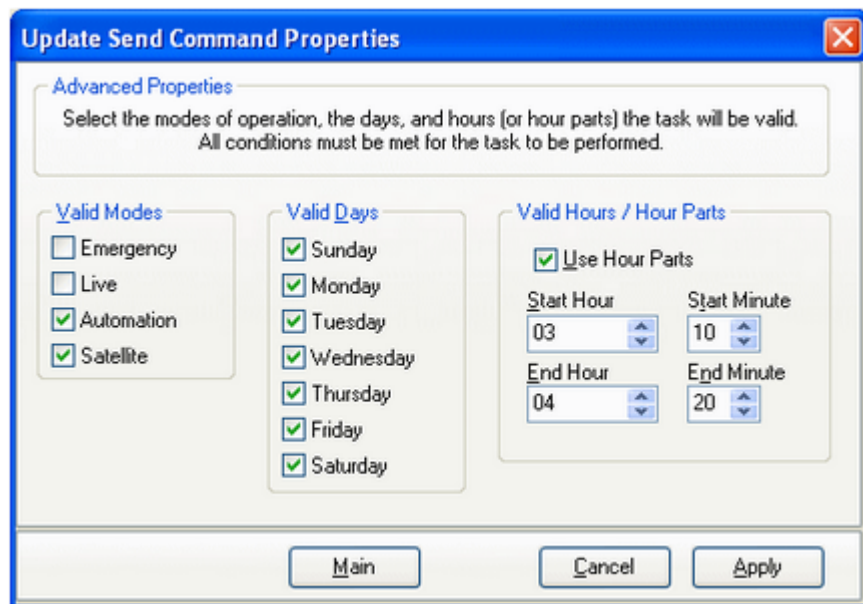 Update Send Command Properties
Advanced Properties
Select the modes of operation, the days, and hours (or hour parts) the task will be valid.
All conditions must be met for the task to be performed.
Valid Modes
Emergency
Live
Automation
Satellite
Valid Days
Sunday
Monday
Tuesday
Wednesday
Thursday
Friday
Saturday
Valid Hours / Hour Parts
Use Hour Parts
Start Hour
Start Minute
03
10
End Hour
End Minute
04
20
Main
Cancel
Apply